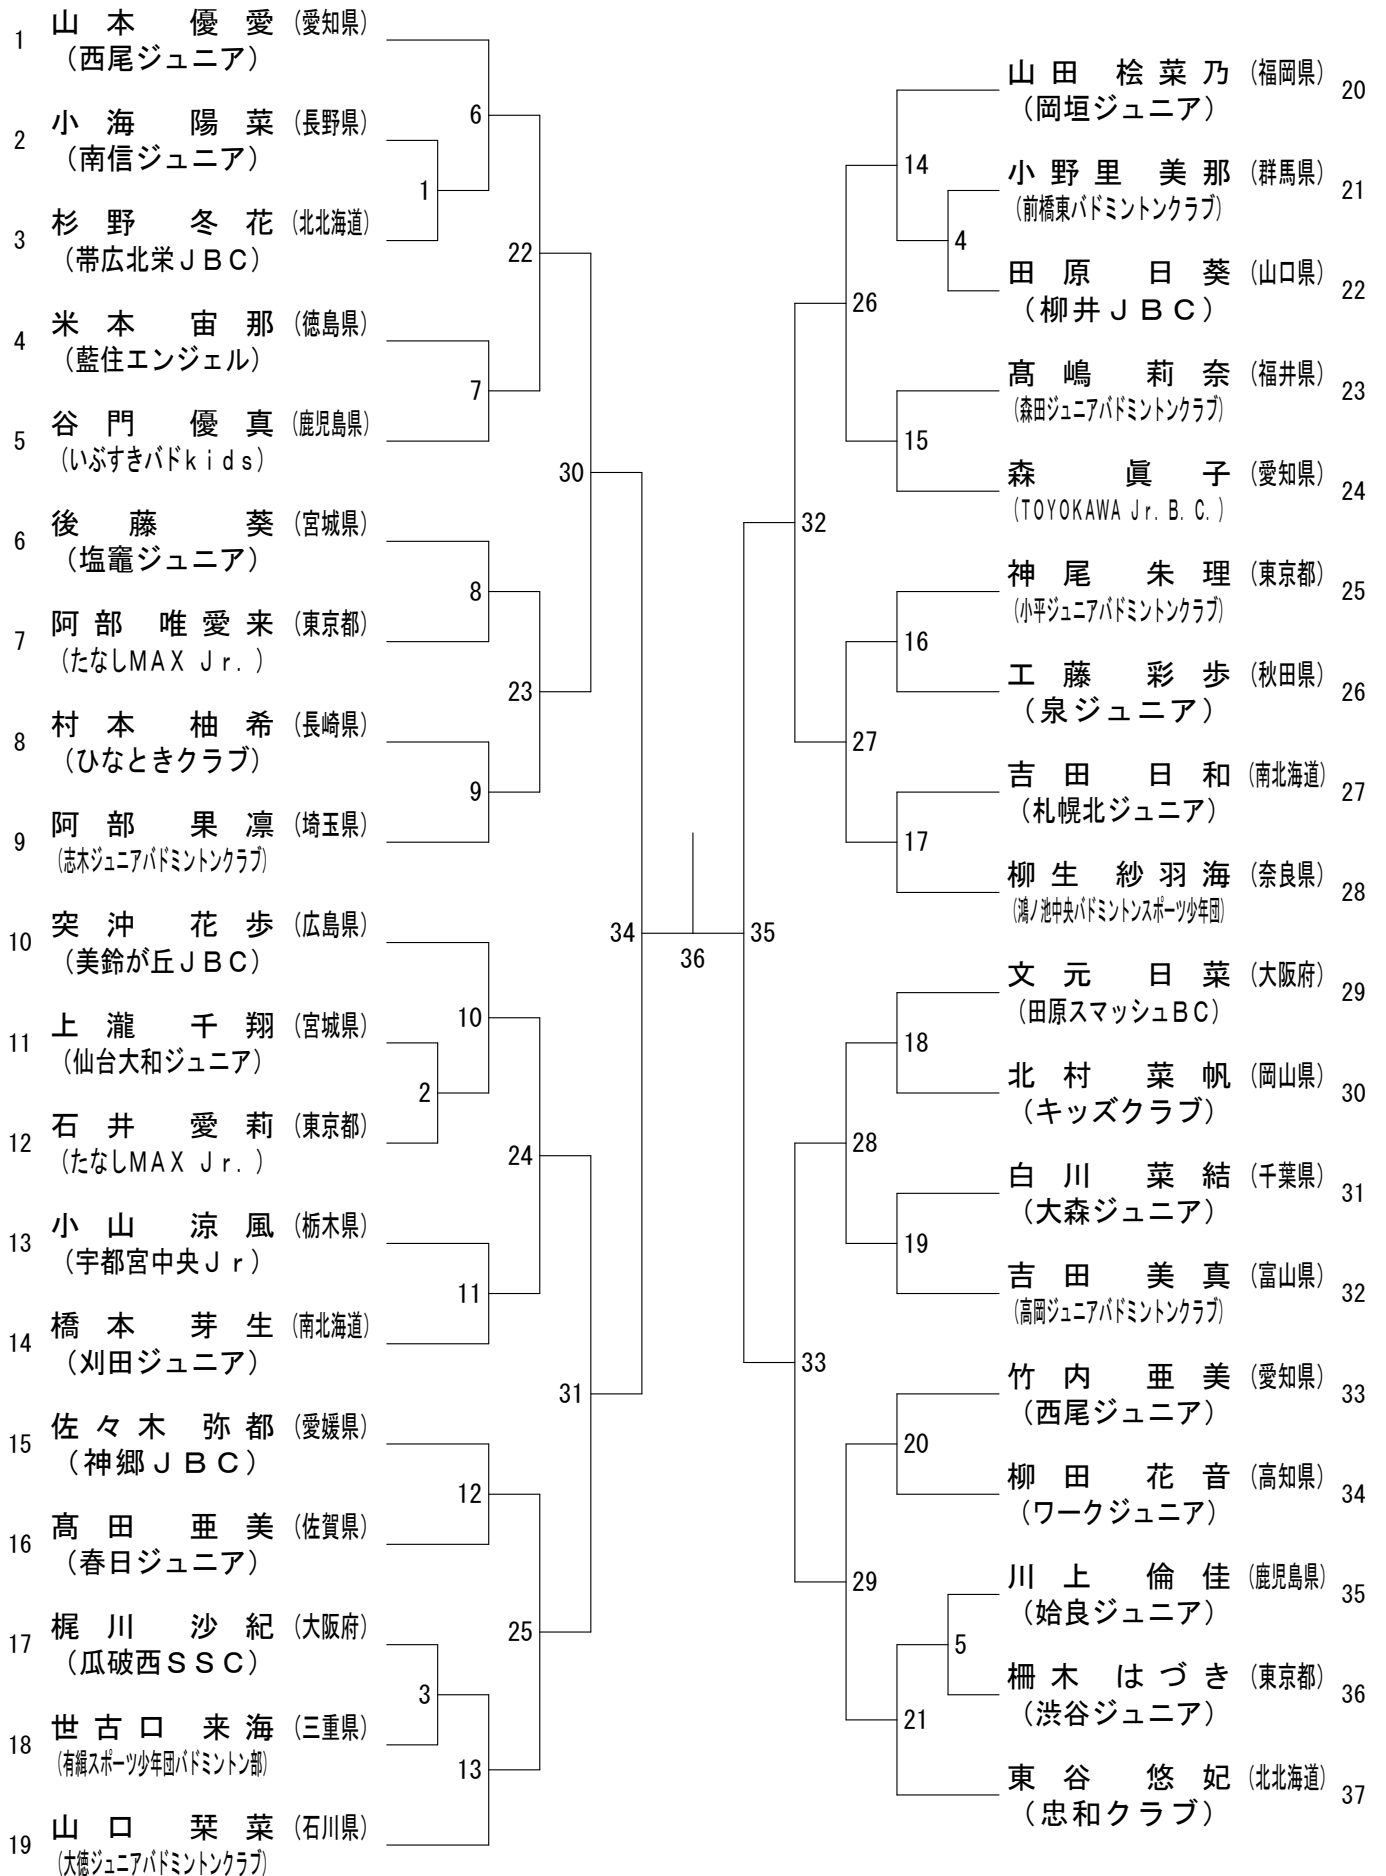 1 山本 優愛 (愛知県)
(西尾ジュニア)
2 小海 陽菜 (長野県)
(南信ジュニア)
3 杉野 冬花 (北北海道)
(帯広北栄JBC)
4 米本 宙那 (徳島県)
(藍住エンジェル)
5 谷門 優真 (鹿児島県)
(いぶすきバドkids)
6 後藤 葵 (宮城県)
(塩竈ジュニア)
7 阿部 唯愛来 (東京都)
(たなしMAX Jr.)
8 村本 柚希 (長崎県)
(ひなときクラブ)
9 阿部 果凛 (埼玉県)
(志木ジュニアバドミントンクラブ)
10 突沖 花歩 (広島県)
(美鈴が丘JBC)
11 上瀧 千翔 (宮城県)
(仙台大和ジュニア)
12 石井 愛莉 (東京都)
(たなしMAX Jr.)
13 小山 涼風 (栃木県)
(宇都宮中央Jr)
14 橋本 芽生 (南北海道)
(刈田ジュニア)
15 佐々木 弥都 (愛媛県)
(神郷JBC)
16 髙田 亜美 (佐賀県)
(春日ジュニア)
17 梶川 沙紀 (大阪府)
(瓜破西SSC)
18 世古口 来海 (三重県)
(有緝スポーツ少年団バドミントン部)
19 山口 栞菜 (石川県)
(大徳ジュニアバドミントンクラブ)
1
2
3
6
7
8
9
10
11
12
13
22
23
24
25
30
31
34
36
35
32
33
26
27
28
29
14
15
16
17
18
19
20
21
4
5
山田 桧菜乃 (福岡県) 20
(岡垣ジュニア)
小野里 美那 (群馬県) 21
(前橋東バドミントンクラブ)
田原 日葵 (山口県) 22
(柳井JBC)
髙嶋 莉奈 (福井県) 23
(森田ジュニアバドミントンクラブ)
森 眞子 (愛知県) 24
(TOYOKAWA Jr. B. C.)
神尾 朱理 (東京都) 25
(小平ジュニアバドミントンクラブ)
工藤 彩歩 (秋田県) 26
(泉ジュニア)
吉田 日和 (南北海道) 27
(札幌北ジュニア)
柳生 紗羽海 (奈良県) 28
(鴻ノ池中央バドミントンスポーツ少年団)
文元 日菜 (大阪府) 29
(田原スマッシュBC)
北村 菜帆 (岡山県) 30
(キッズクラブ)
白川 菜結 (千葉県) 31
(大森ジュニア)
吉田 美真 (富山県) 32
(高岡ジュニアバドミントンクラブ)
竹内 亜美 (愛知県) 33
(西尾ジュニア)
柳田 花音 (高知県) 34
(ワークジュニア)
川上 倫佳 (鹿児島県) 35
(姶良ジュニア)
柵木 はづき (東京都) 36
(渋谷ジュニア)
東谷 悠妃 (北北海道) 37
(忠和クラブ)